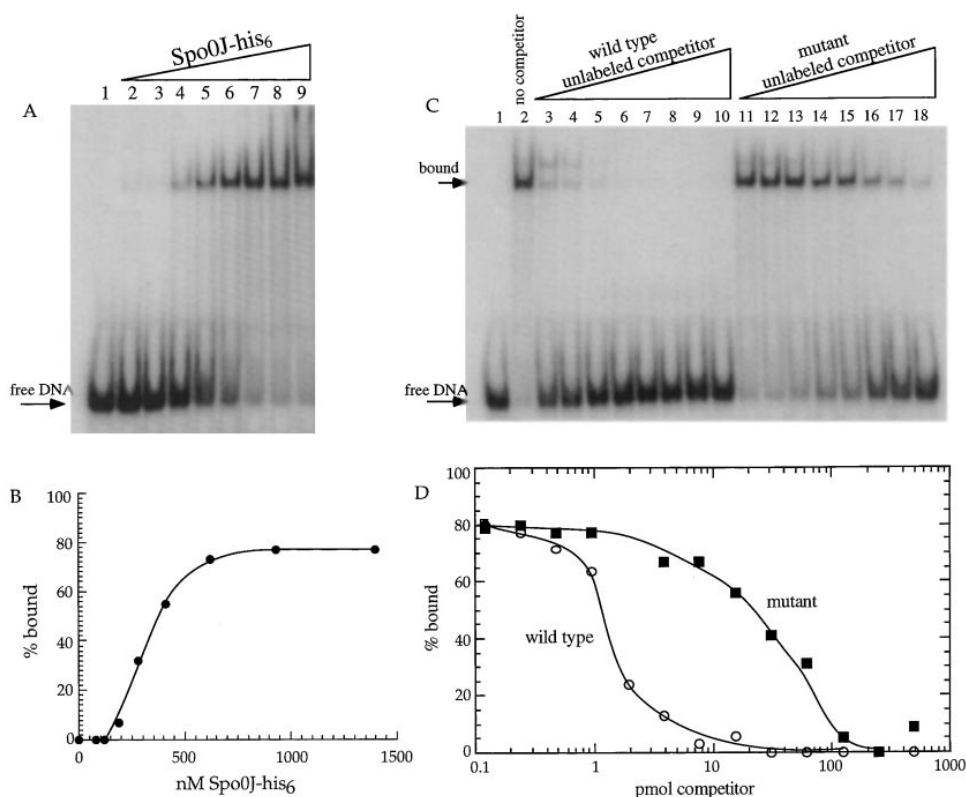 A
Spo0J-his6
1 2 3 4 5 6 7 8 9
free DNA
C
no competitor
wild type
unlabeled competitor
mutant
unlabeled competitor
1 2 3 4 5 6 7 8 9 10 11 12 13 14 15 16 17 18
bound
free DNA
B
100
80
60
40
20
0
% bound
0 500 1000 1500
nM Spo0J-his6
D
100
80
60
40
20
0
% bound
wild type
mutant
0.1 1 10 100 1000
pmol competitor